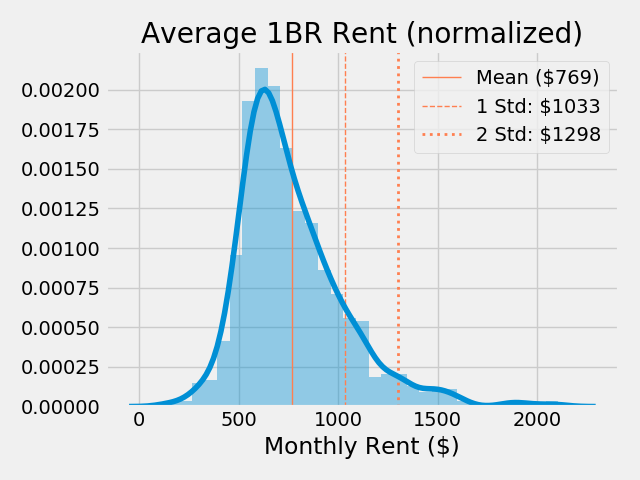 Average 1BR Rent (normalized)
Mean ($769)
1 Std: $1033
2 Std: $1298
0.00200
0.00175
0.00150
0.00125
0.00100
0.00075
0.00050
0.00025
0.00000
0 500 1000 1500 2000
Monthly Rent ($)